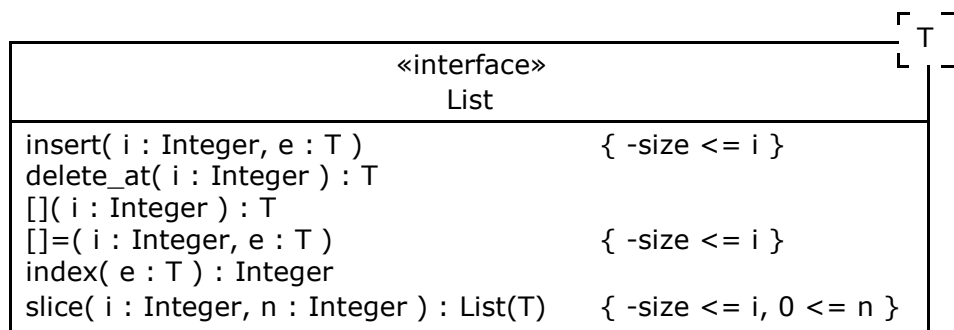 T
«interface»
List
insert( i : Integer, e : T ) { -size <= i }
delete_at( i : Integer ) : T
[]( i : Integer ) : T
[]=( i : Integer, e : T ) { -size <= i }
index( e : T ) : Integer
slice( i : Integer, n : Integer ) : List(T) { -size <= i, 0 <= n }